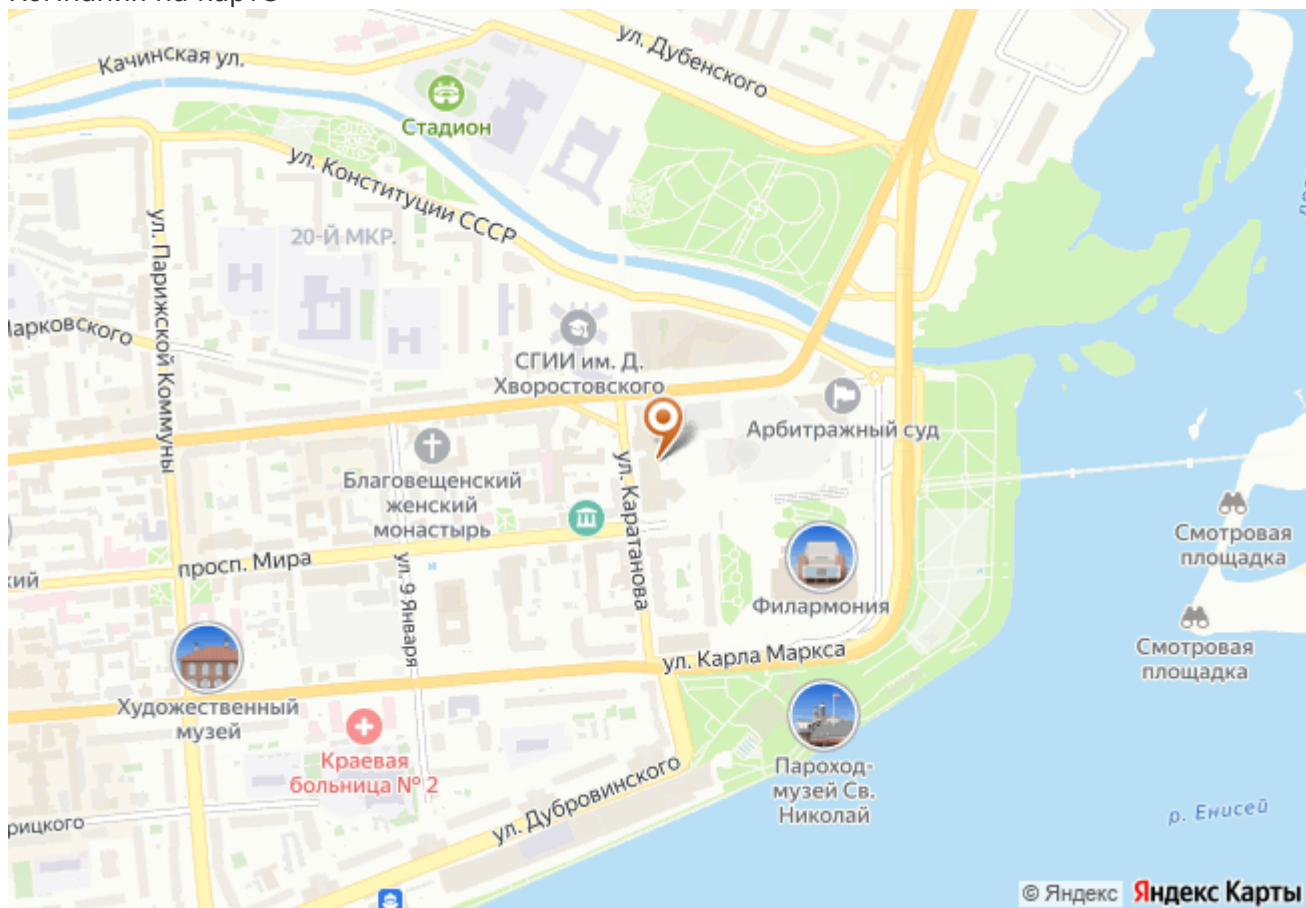 Качинская ул.
ул. Дубенского
Стадион
ул. Конституции СССР
20-Й МКР.
ул. Парижской Коммуны
СГИИ им. Д.
Хворостовского
Арбитражный суд
Благовещенский
женский
монастырь
ул. Каратанова
Смотровая
площадка
просп. Мира
ул. 9 Января
Филармония
Смотровая
площадка
ул. Карла Маркса
Художественный
музей
Краевая
больница № 2
ул. Дубровинского
Пароход-
музей Св.
Николай
р. Енисей
© Яндекс Яндекс Карты